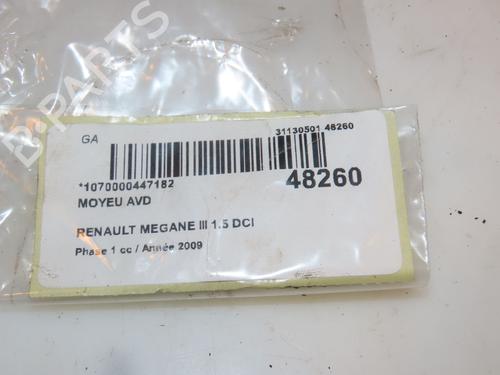 B-PARTS
GA
31130501 48260
*1070000447182
48260
MOYEU AVD
RENAULT MEGANE III 1.5 DCI
Phase 1 cc / Année 2009